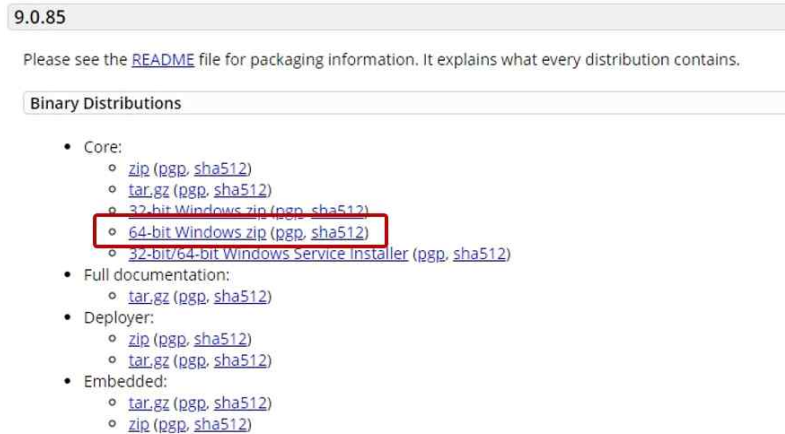 9.0.85
Please see the README file for packaging information. It explains what every distribution contains.
Binary Distributions
• Core:
◦ zip (pgp, sha512)
◦ tar.gz (pgp, sha512)
◦ 32-bit Windows zip (pgp, sha512)
◦ 64-bit Windows zip (pgp, sha512)
◦ 32-bit/64-bit Windows Service Installer (pgp, sha512)
• Full documentation:
◦ tar.gz (pgp, sha512)
• Deployer:
◦ zip (pgp, sha512)
◦ tar.gz (pgp, sha512)
• Embedded:
◦ tar.gz (pgp, sha512)
◦ zip (pgp, sha512)